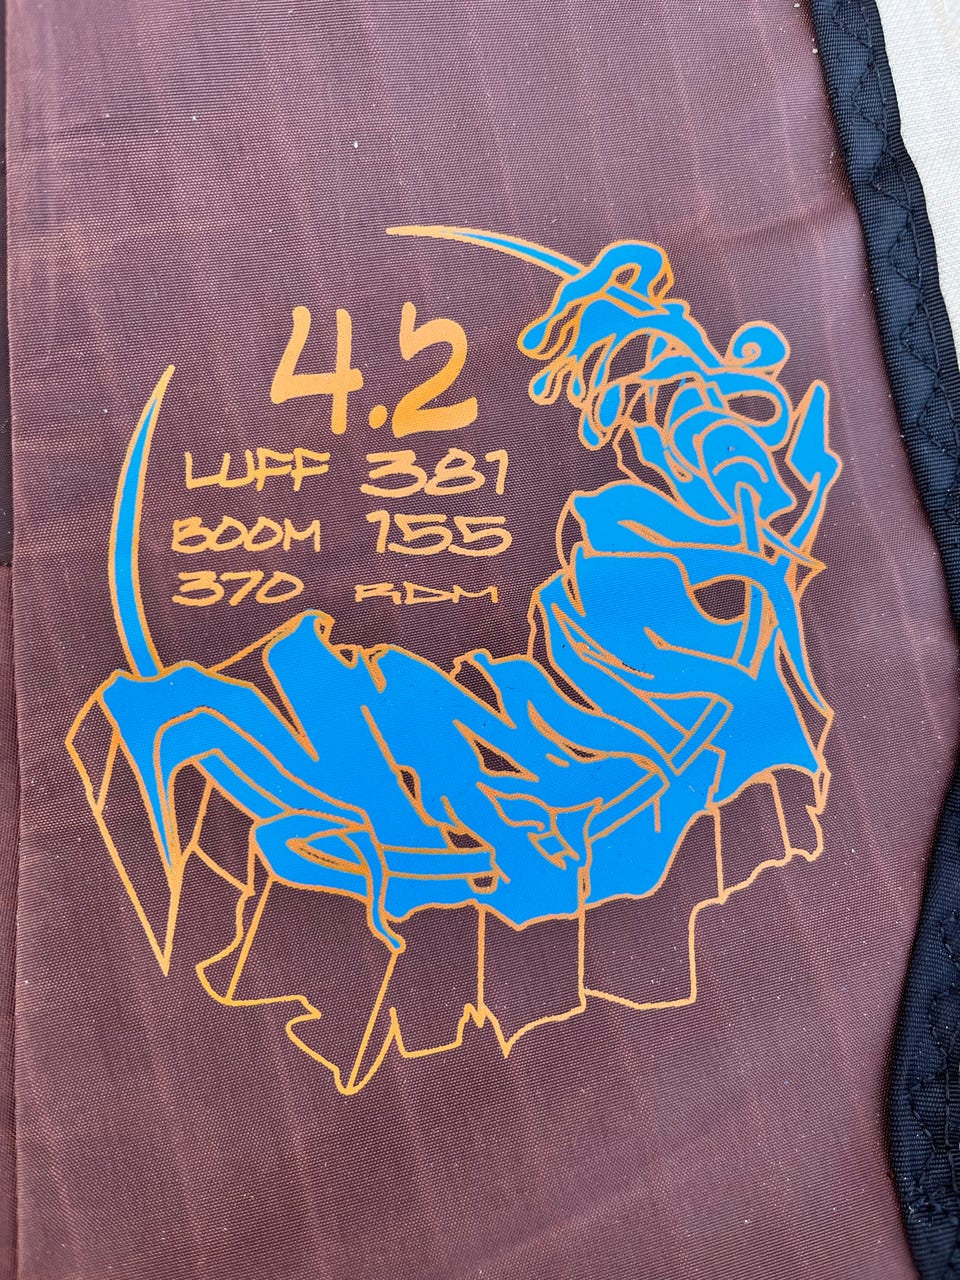 4.2
LUFF 381
BOOM 155
370 RDM